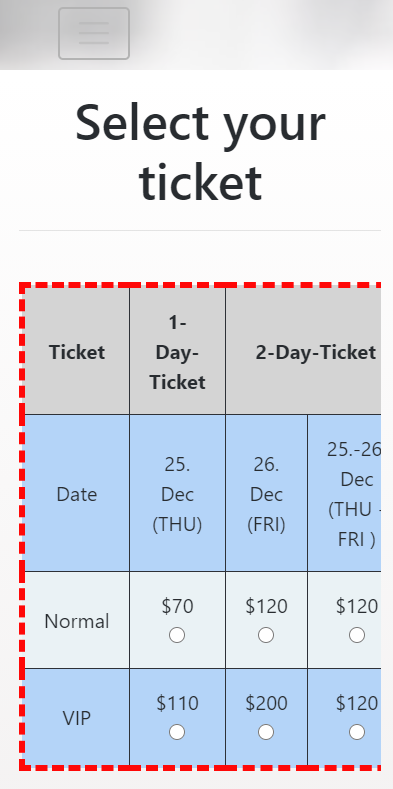 Select your
ticket
Ticket
1-
Day-
Ticket
2-Day-Ticket
Date
25.
Dec
(THU)
26.
Dec
(FRI)
25.-26
Dec
(THU -
FRI )
Normal
$70
$120
$120
VIP
$110
$200
$120